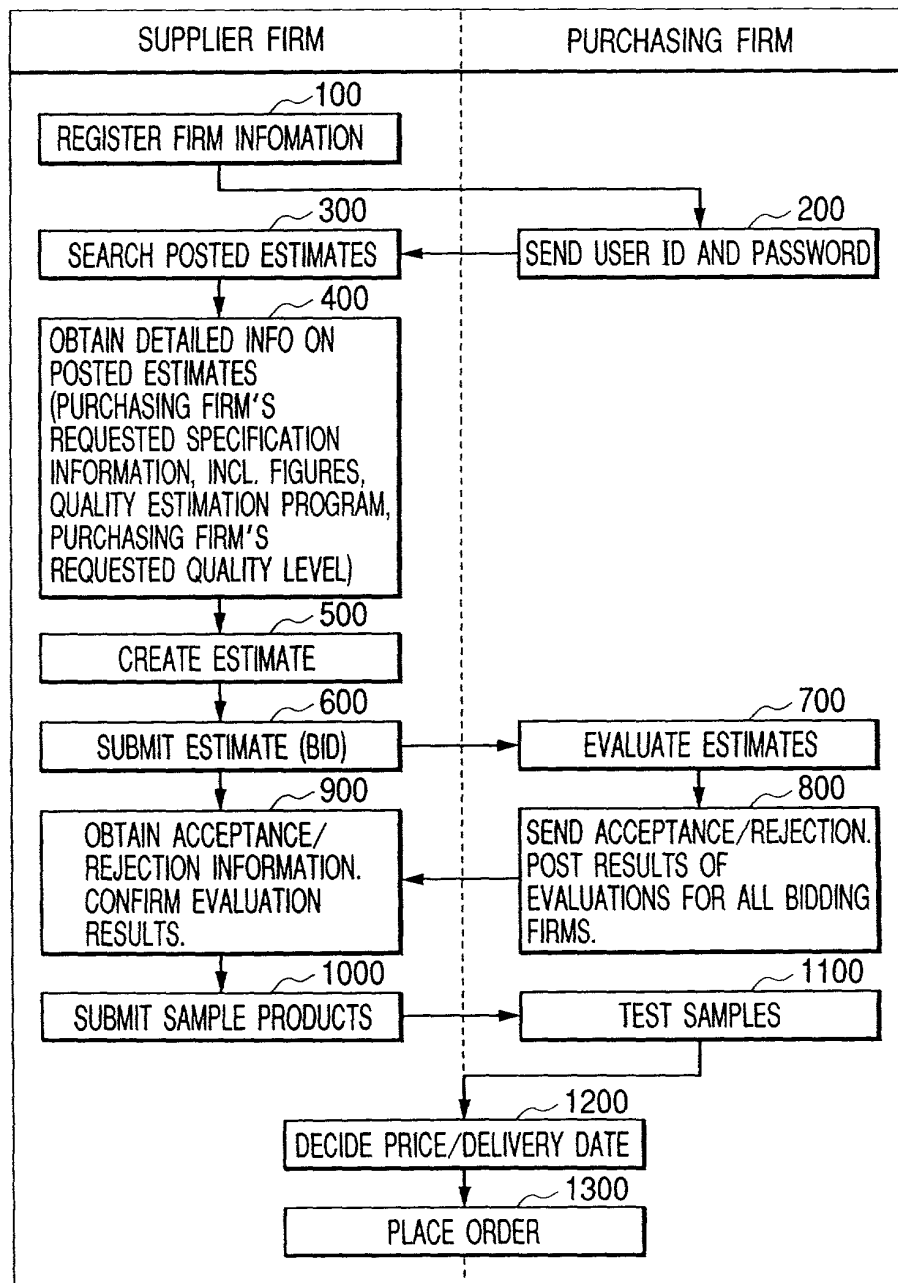 SUPPLIER FIRM
PURCHASING FIRM
100
REGISTER FIRM INFOMATION
200
SEND USER ID AND PASSWORD
300
SEARCH POSTED ESTIMATES
400
OBTAIN DETAILED INFO ON
POSTED ESTIMATES
(PURCHASING FIRM'S
REQUESTED SPECIFICATION
INFORMATION, INCL. FIGURES,
QUALITY ESTIMATION PROGRAM,
PURCHASING FIRM'S
REQUESTED QUALITY LEVEL)
500
CREATE ESTIMATE
600
SUBMIT ESTIMATE (BID)
700
EVALUATE ESTIMATES
800
SEND ACCEPTANCE/REJECTION.
POST RESULTS OF
EVALUATIONS FOR ALL BIDDING
FIRMS.
900
OBTAIN ACCEPTANCE/
REJECTION INFORMATION.
CONFIRM EVALUATION
RESULTS.
1000
SUBMIT SAMPLE PRODUCTS
1100
TEST SAMPLES
1200
DECIDE PRICE/DELIVERY DATE
1300
PLACE ORDER